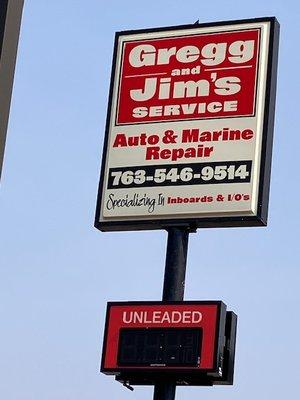 Gregg
and
Jim's
SERVICE
Auto & Marine
Repair
763-546-9514
Specializing In Inboards & I/O's
UNLEADED